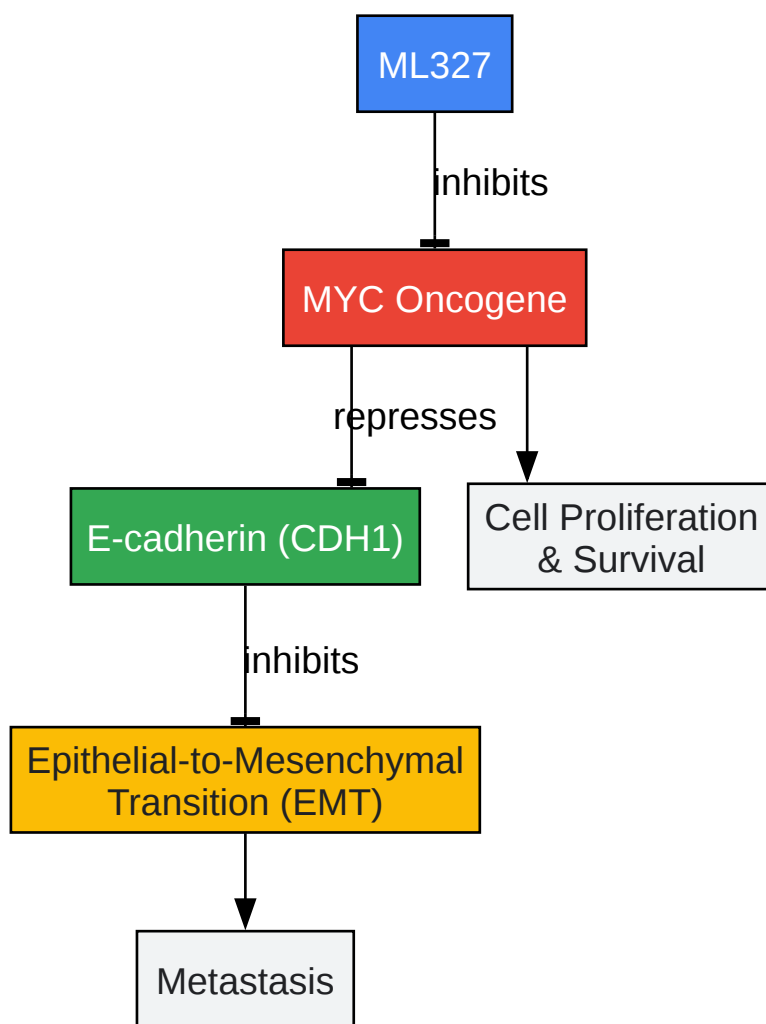 ML327
inhibits
MYC Oncogene
represses
E-cadherin (CDH1)
Cell Proliferation
& Survival
inhibits
Epithelial-to-Mesenchymal
Transition (EMT)
Metastasis